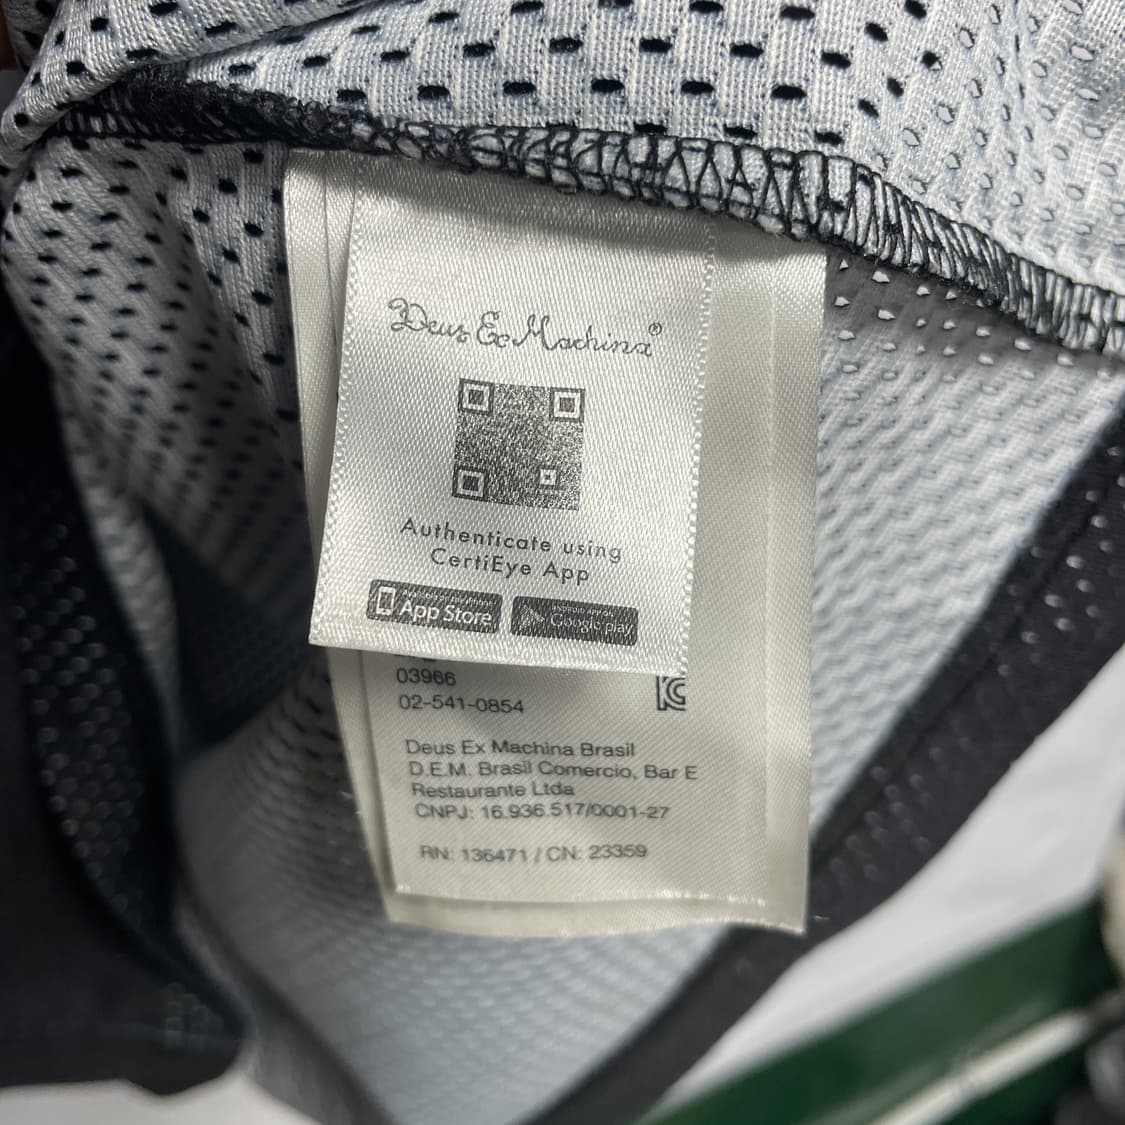 Deus Ex Machina®
Authenticate using
CertiEye App
App Store
Google play
03966
02-541-0854
Deus Ex Machina Brasil
D.E.M. Brasil Comercio, Bar E
Restaurante Ltda
CNPJ: 16.936.517/0001-27
RN: 136471 / CN: 23359